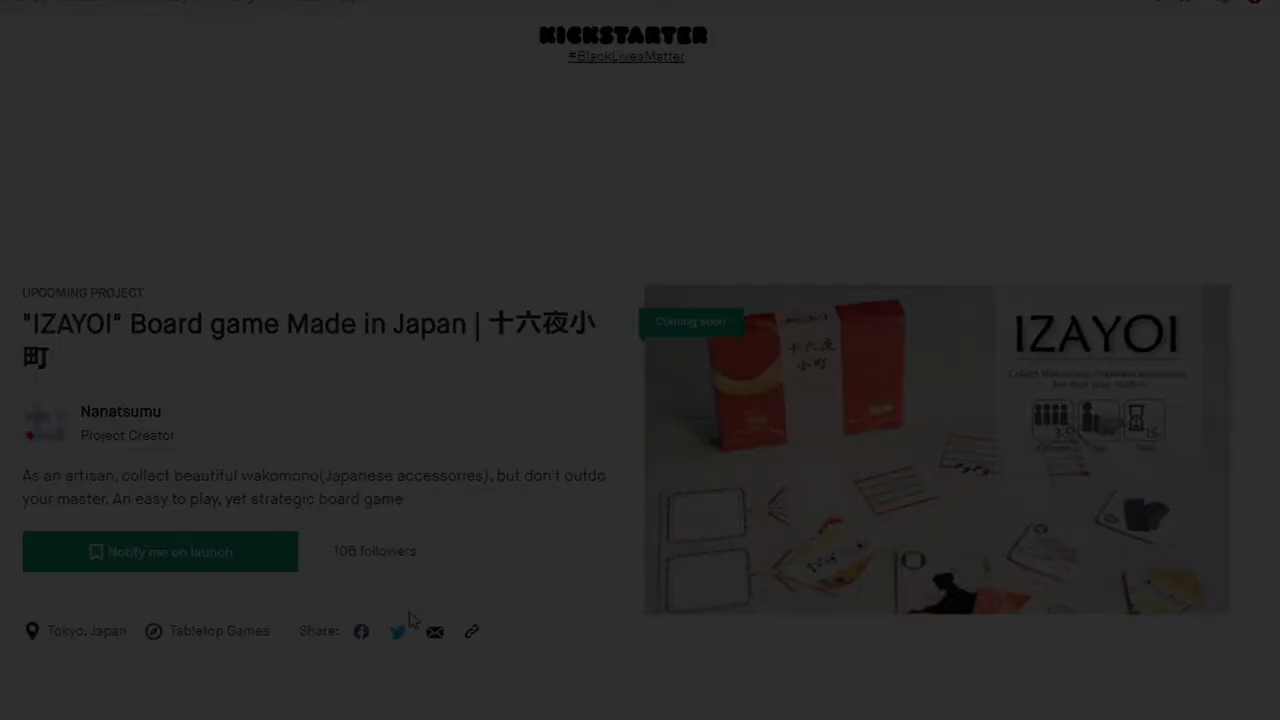 KICKSTARTER
#BlackLivesMatter
UPCOMING PROJECT
"IZAYOI" Board game Made in Japan | 十六夜小
町
Nanatsumu
Project Creator
As an artisan, collect beautiful wakomono(Japanese accessories), but don't outdo
your master. An easy to play, yet strategic board game
Notify me on launch
106 followers
Tokyo, Japan
Tabletop Games
Share:
Coming soon
十六夜
小町
IZAYOI